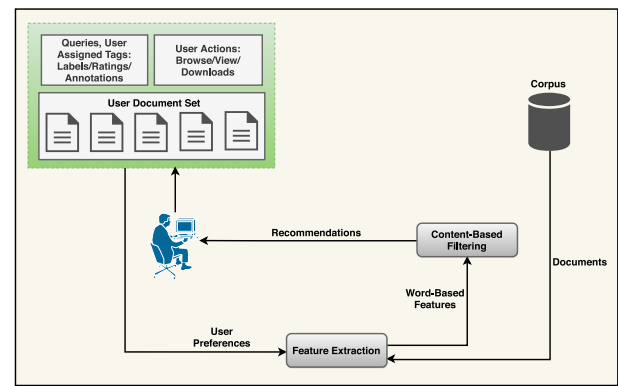 Queries, User
Assigned Tags:
Labels/Ratings/
Annotations
User Actions:
Browse/View/
Downloads
User Document Set
Corpus
Recommendations
Content-Based
Filtering
Documents
Word-Based
Features
User
Preferences
Feature Extraction